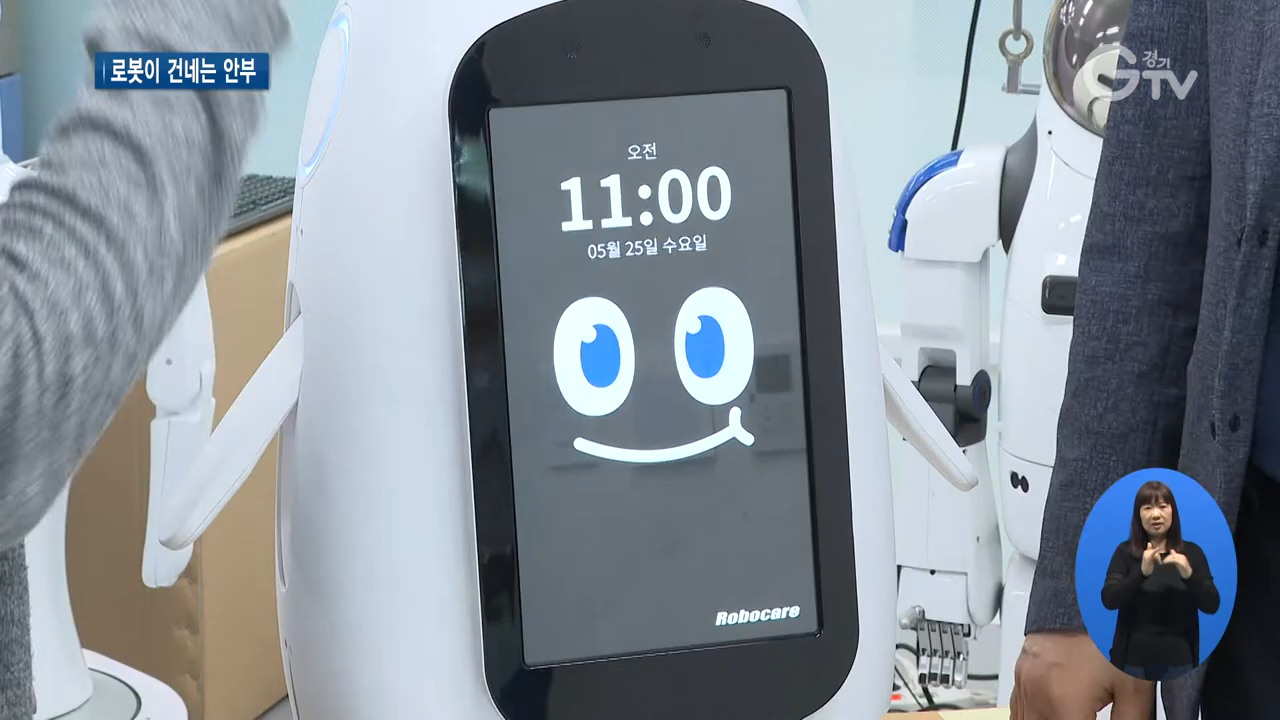 로봇이 건네는 안부
경기
GTV
오전
11:00
05월 25일 수요일
Robocare